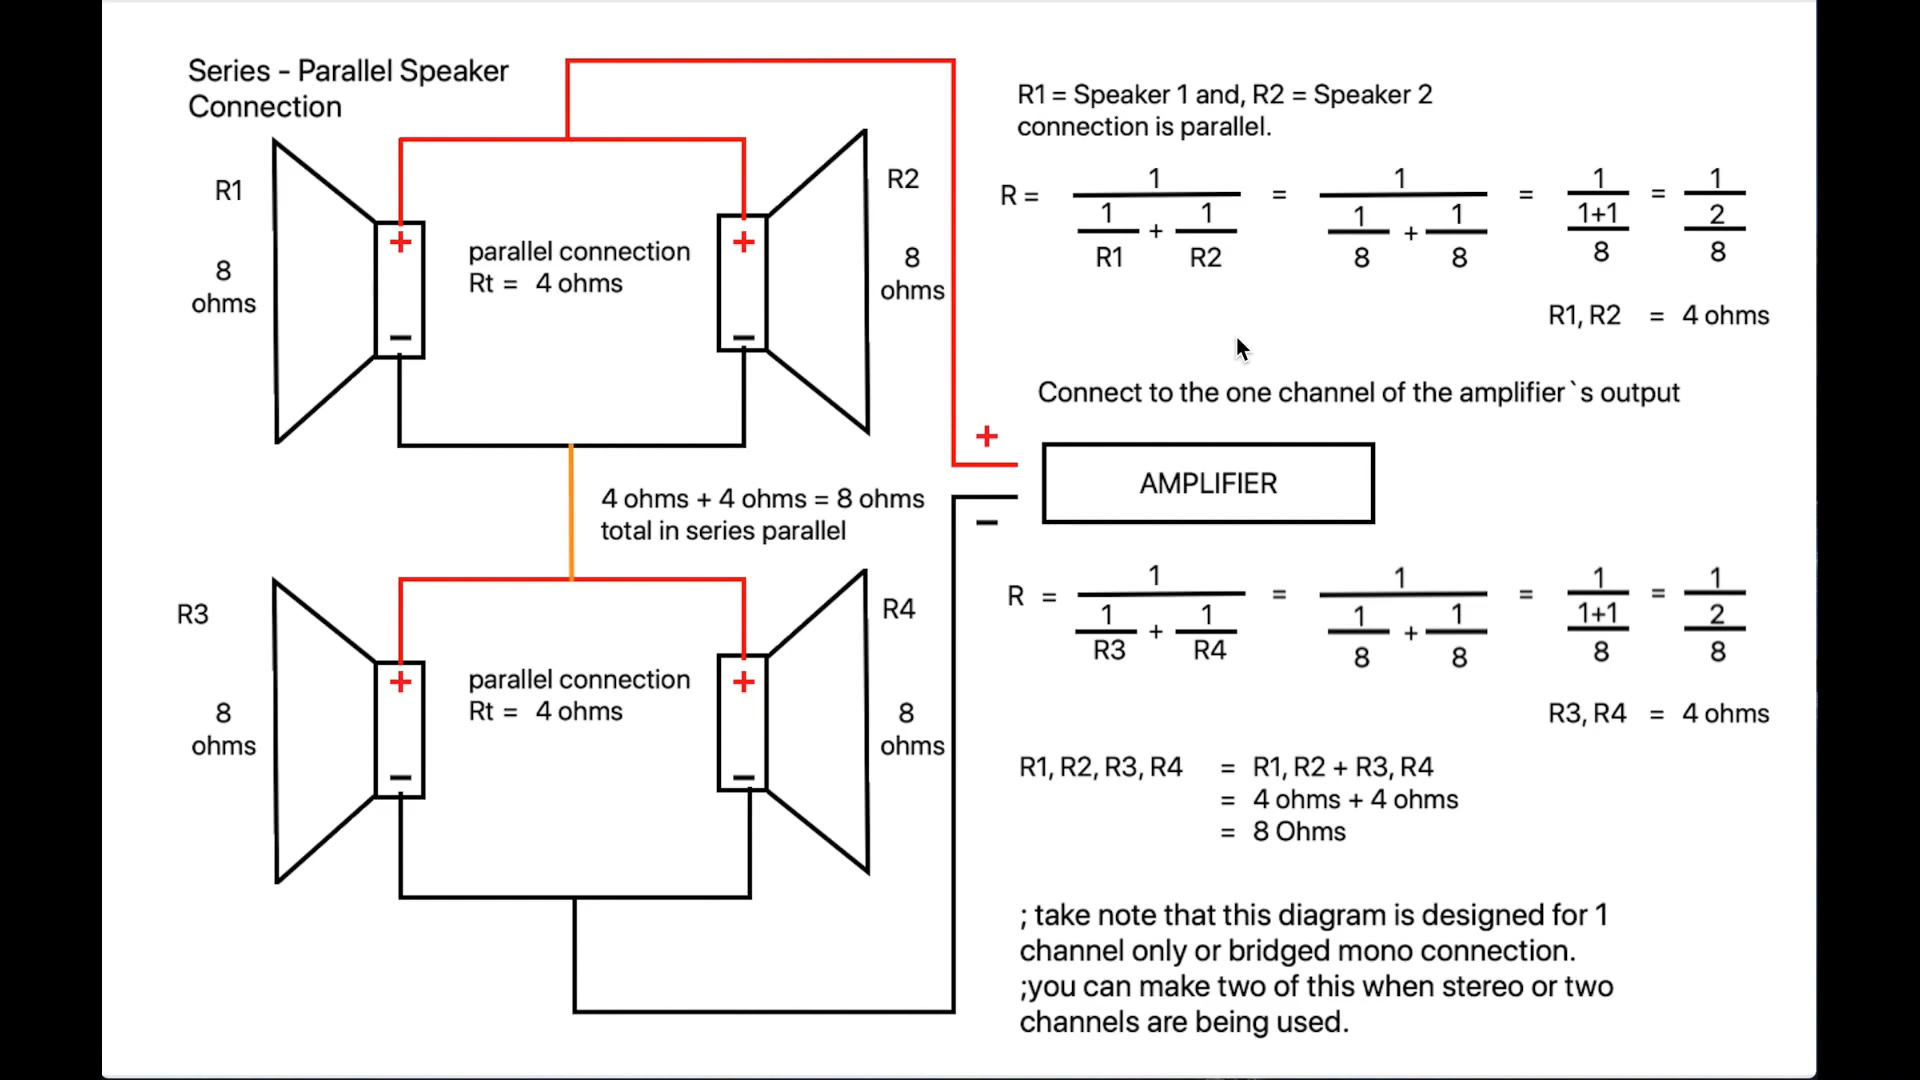 Series - Parallel Speaker
Connection
R1
8
ohms
+
−
parallel connection
Rt = 4 ohms
+
−
R2
8
ohms
4 ohms + 4 ohms = 8 ohms
total in series parallel
R3
8
ohms
+
−
parallel connection
Rt = 4 ohms
+
−
R4
8
ohms
R1 = Speaker 1 and, R2 = Speaker 2
connection is parallel.
1 1 1 1
R = = = =
1 + 1 1 + 1 1+1 2
R1 R2 8 8 8 8
R1, R2 = 4 ohms
Connect to the one channel of the amplifier`s output
+
AMPLIFIER
−
1 1 1 1
R = = = =
1 + 1 1 + 1 1+1 2
R3 R4 8 8 8 8
R3, R4 = 4 ohms
R1, R2, R3, R4 = R1, R2 + R3, R4
= 4 ohms + 4 ohms
= 8 Ohms
; take note that this diagram is designed for 1
channel only or bridged mono connection.
;you can make two of this when stereo or two
channels are being used.